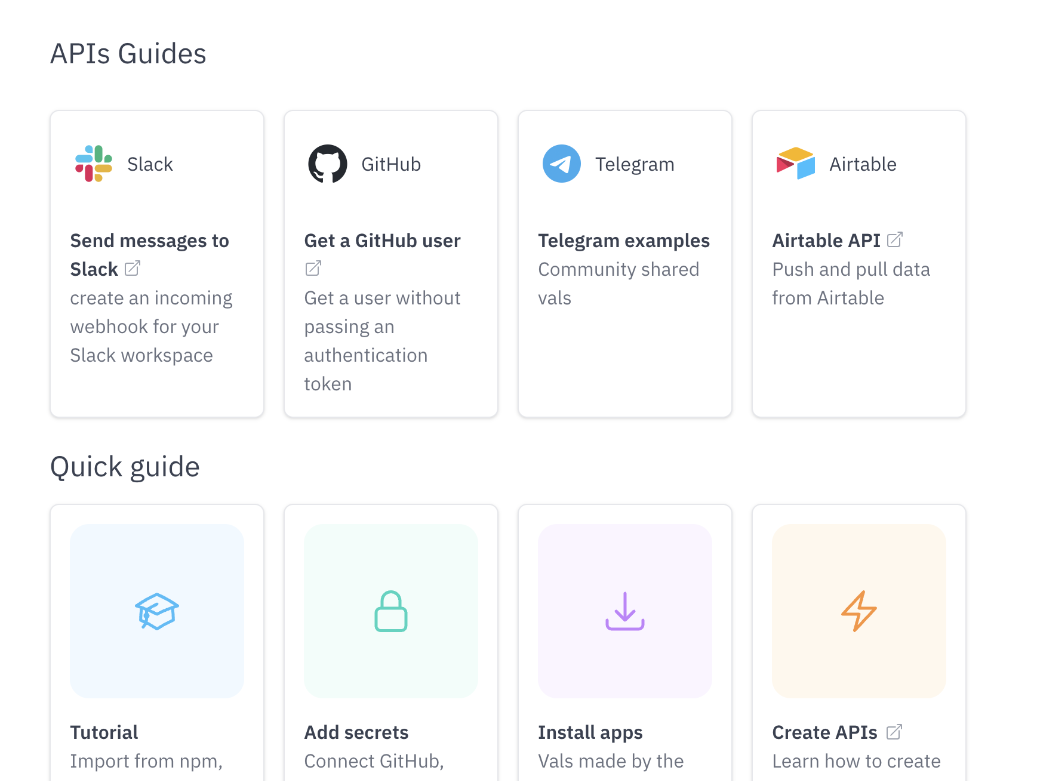 APIs Guides
Slack
Send messages to
Slack
create an incoming
webhook for your
Slack workspace
GitHub
Get a GitHub user
Get a user without
passing an
authentication
token
Telegram
Telegram examples
Community shared
vals
Airtable
Airtable API
Push and pull data
from Airtable
Quick guide
Tutorial
Import from npm,
Add secrets
Connect GitHub,
Install apps
Vals made by the
Create APIs
Learn how to create